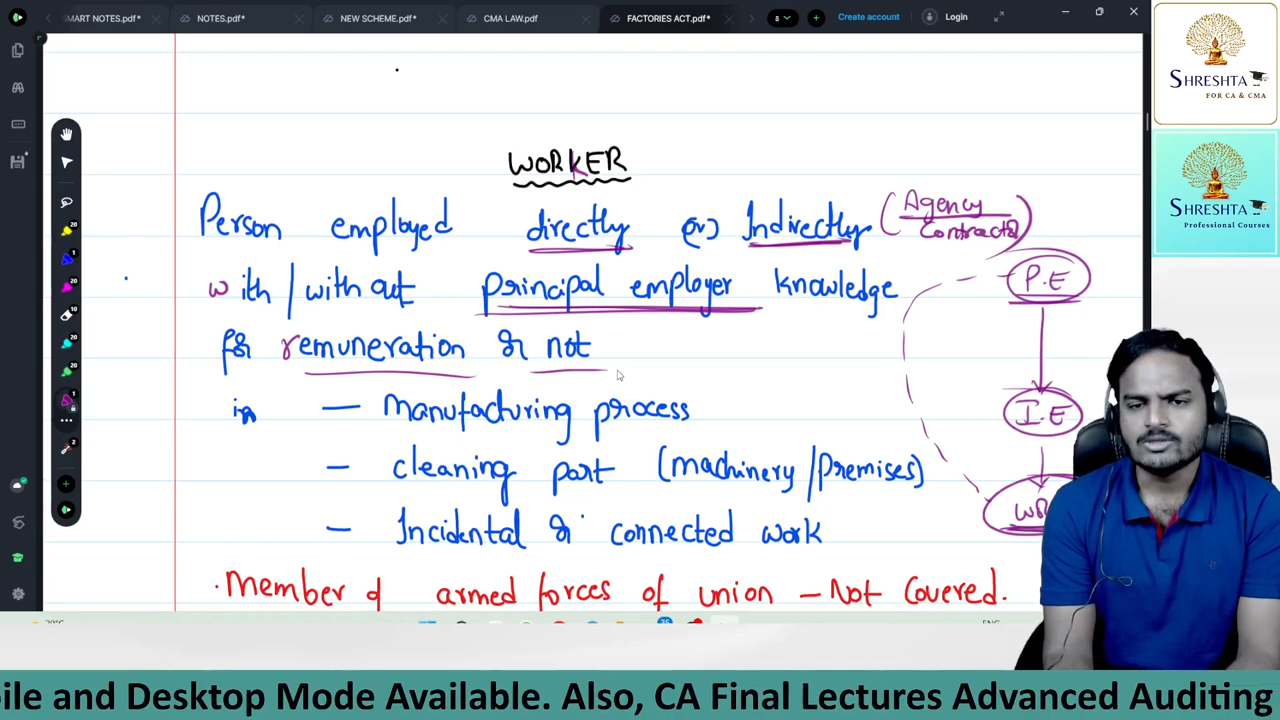 SMART NOTES.pdf*
NOTES.pdf*
NEW SCHEME.pdf*
CMA LAW.pdf
FACTORIES ACT.pdf*
8
Create account
Login
SHRESHTA
FOR CA & CMA
SHRESHTA
Professional Courses
WORKER
Person employed directly (or) Indirectly (Agency Contracts)
with/without principal employer knowledge
P.E
for remuneration or not
in — Manufacturing process
I.E
— cleaning part (machinery/premises)
— Incidental or connected work
Member of armed forces of union — Not Covered.
ile and Desktop Mode Available. Also, CA Final Lectures Advanced Auditing